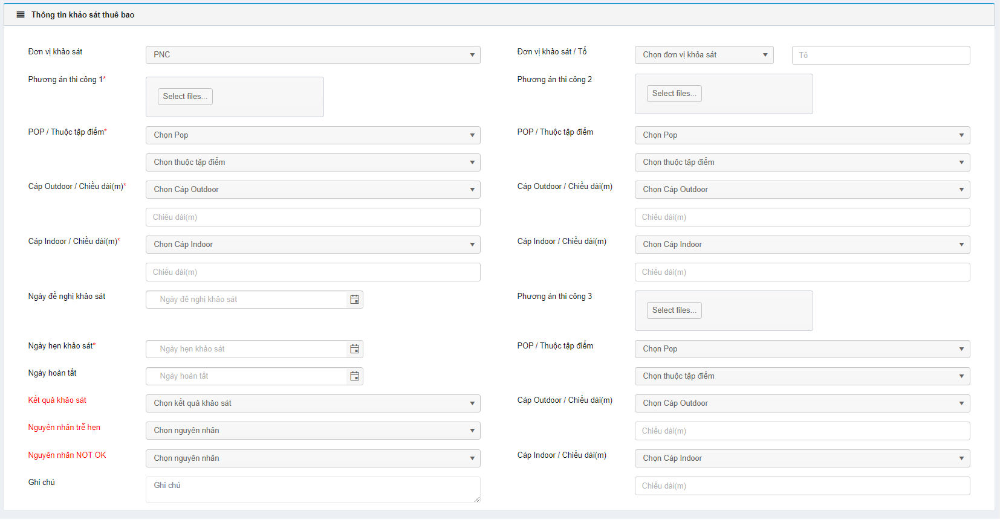 Thông tin khảo sát thuê bao
Đơn vị khảo sát
PNC
Đơn vị khảo sát / Tổ
Chọn đơn vị khỏa sát
Tổ
Phương án thi công 1*
Select files...
Phương án thi công 2
Select files...
POP / Thuộc tập điểm*
Chọn Pop
POP / Thuộc tập điểm
Chọn Pop
Chọn thuộc tập điểm
Chọn thuộc tập điểm
Cáp Outdoor / Chiều dài(m)*
Chọn Cáp Outdoor
Cáp Outdoor / Chiều dài(m)
Chọn Cáp Outdoor
Chiều dài(m)
Chiều dài(m)
Cáp Indoor / Chiều dài(m)*
Chọn Cáp Indoor
Cáp Indoor / Chiều dài(m)
Chọn Cáp Indoor
Chiều dài(m)
Chiều dài(m)
Ngày đề nghị khảo sát
Ngày đề nghị khảo sát
Phương án thi công 3
Select files...
Ngày hẹn khảo sát*
Ngày hẹn khảo sát
POP / Thuộc tập điểm
Chọn Pop
Ngày hoàn tất
Ngày hoàn tất
Chọn thuộc tập điểm
Kết quả khảo sát
Chọn kết quả khảo sát
Cáp Outdoor / Chiều dài(m)
Chọn Cáp Outdoor
Nguyên nhân trễ hẹn
Chọn nguyên nhân
Chiều dài(m)
Nguyên nhân NOT OK
Chọn nguyên nhân
Cáp Indoor / Chiều dài(m)
Chọn Cáp Indoor
Ghi chú
Ghi chú
Chiều dài(m)